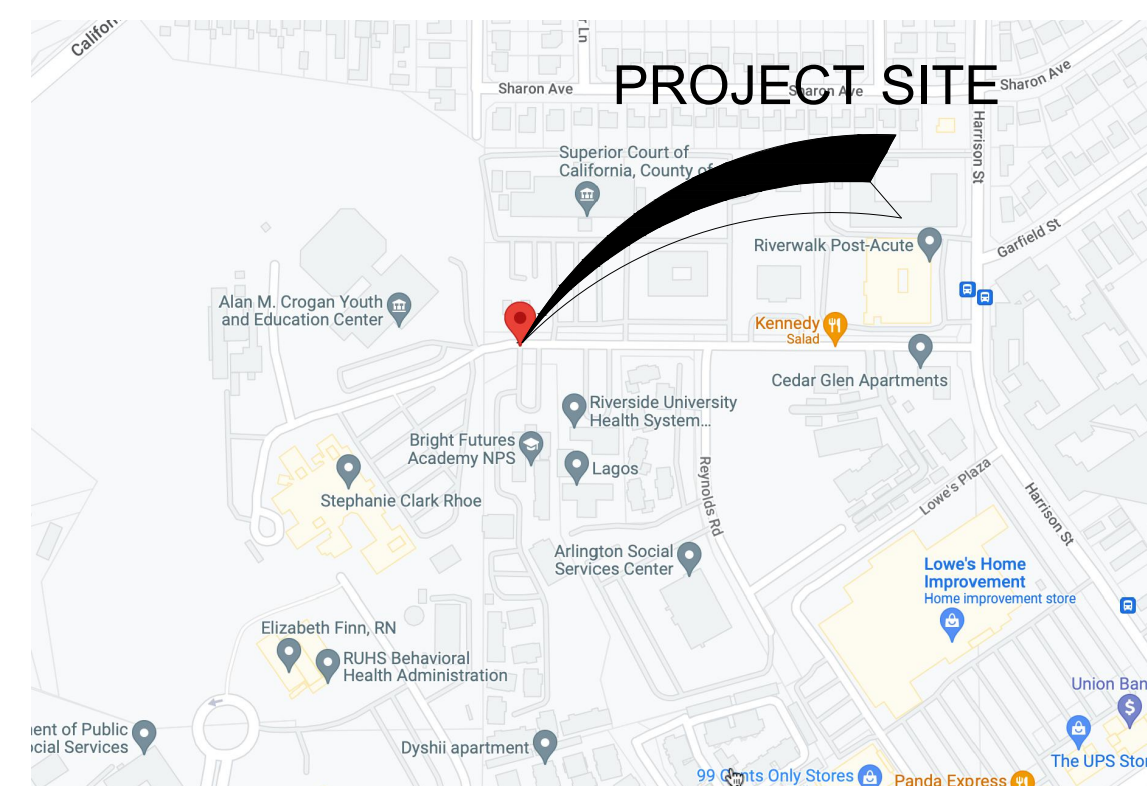 Califor
r Ln
PROJECT SITE
Sharon Ave
Sharon Ave
Sharon Ave
Harrison St
Superior Court of
California, County of
Garfield St
Riverwalk Post-Acute
Alan M. Crogan Youth
and Education Center
Kennedy
Salad
Cedar Glen Apartments
Riverside University
Health System...
Bright Futures
Academy NPS
Lagos
Reynolds Rd
Lowe's Plaza
Harrison St
Stephanie Clark Rhoe
Arlington Social
Services Center
Lowe's Home
Improvement
Home improvement store
Elizabeth Finn, RN
RUHS Behavioral
Health Administration
Union Ban
ent of Public
ocial Services
Dyshii apartment
The UPS Stor
99 Cents Only Stores
Panda Express